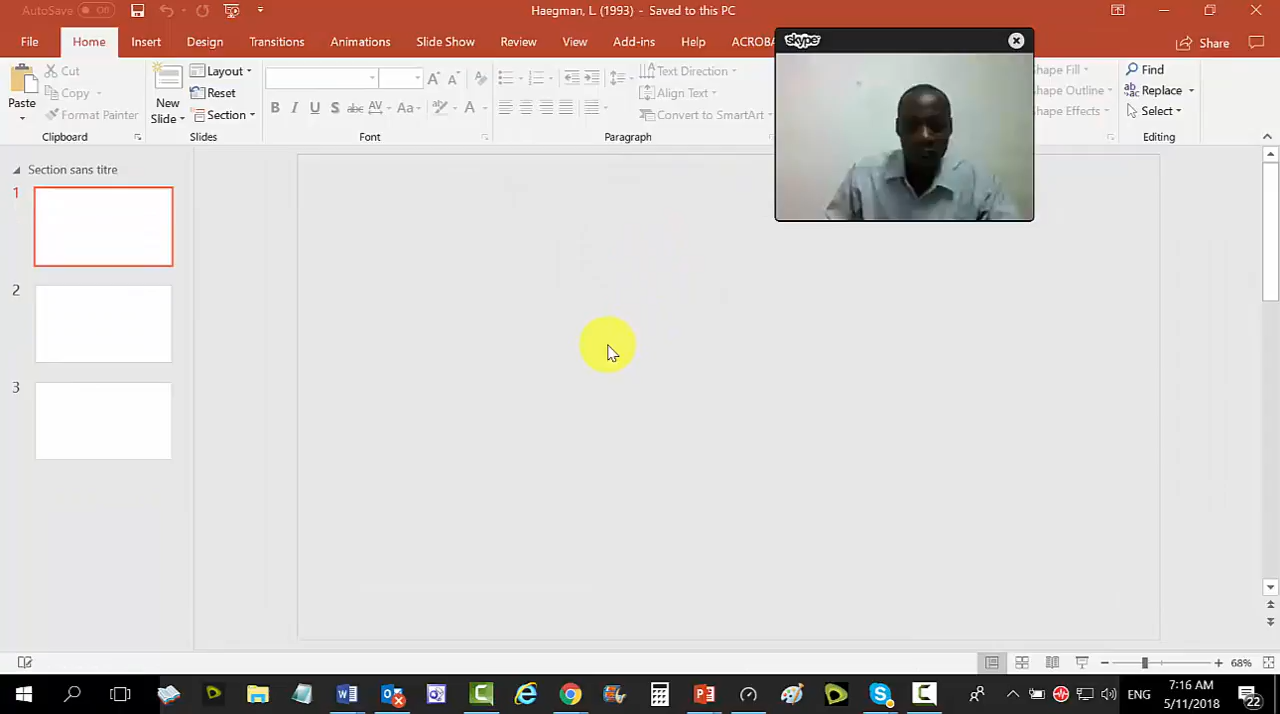 AutoSave Off
Haegman, L. (1993) - Saved to this PC
File Home Insert Design Transitions Animations Slide Show Review View Add-ins Help ACROBA
Share
skype
Paste
Cut
Copy
Format Painter
Clipboard
New
Slide
Layout
Reset
Section
Slides
B I U S abc AV Aa A
Font
Text Direction
Align Text
Convert to SmartArt
Paragraph
hape Fill
hape Outline
hape Effects
Find
Replace
Select
Editing
Section sans titre
1
2
3
68%
ENG
7:16 AM
5/11/2018
22